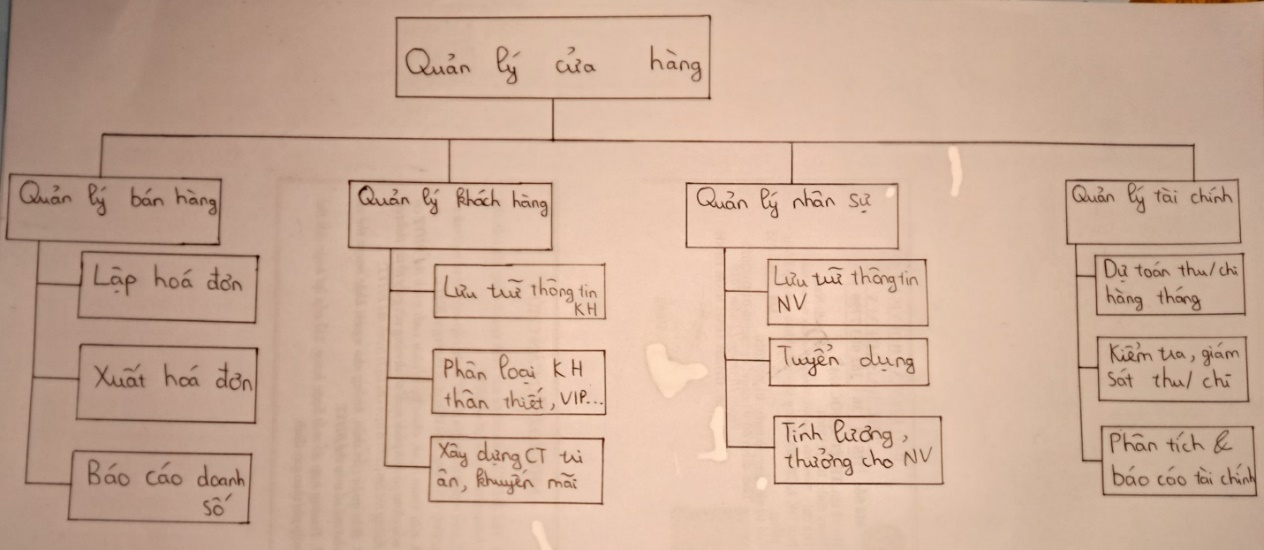 Quản lý cửa hàng
Quản lý bán hàng
Lập hoá đơn
Xuất hoá đơn
Báo cáo doanh
số
Quản lý khách hàng
Lưu trữ thông tin
KH
Phân loại KH
thân thiết, VIP...
Xây dựng CT tri
ân, khuyến mãi
Quản lý nhân sự
Lưu trữ thông tin
NV
Tuyển dụng
Tính lương,
thưởng cho NV
Quản lý tài chính
Dự toán thu/chi
hàng tháng
Kiểm tra, giám
sát thu/chi
Phân tích &
báo cáo tài chính